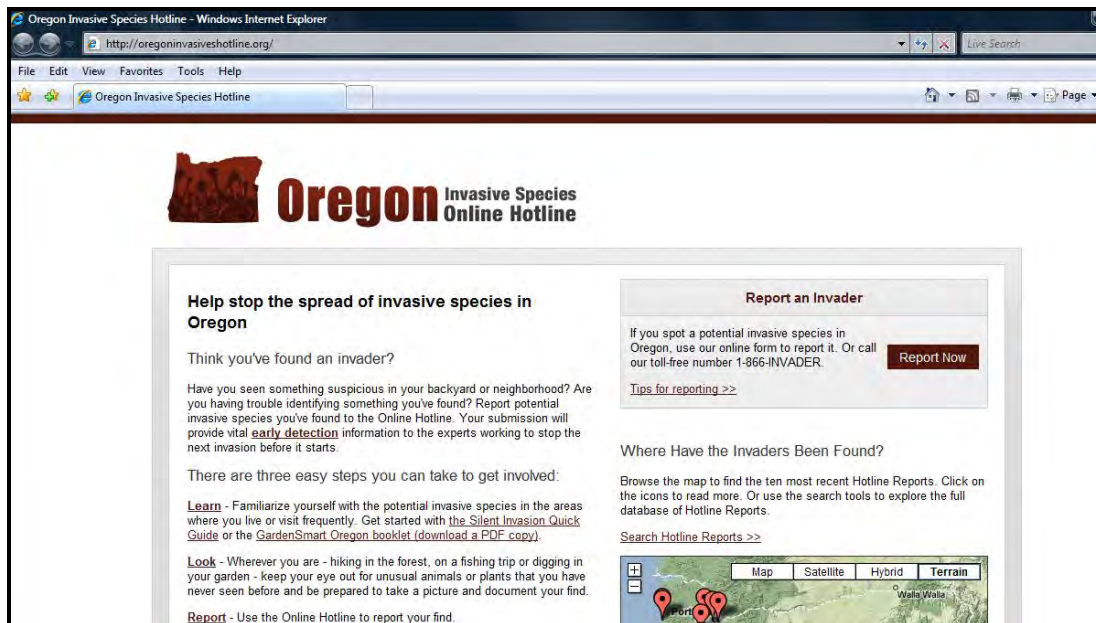 Oregon Invasive Species Hotline - Windows Internet Explorer
http://oregoninvasiveshotline.org/
Live Search
File Edit View Favorites Tools Help
Oregon Invasive Species Hotline
Page
Oregon Invasive Species
Online Hotline
Help stop the spread of invasive species in
Oregon
Think you've found an invader?
Have you seen something suspicious in your backyard or neighborhood? Are
you having trouble identifying something you've found? Report potential
invasive species you've found to the Online Hotline. Your submission will
provide vital early detection information to the experts working to stop the
next invasion before it starts.
There are three easy steps you can take to get involved:
Learn - Familiarize yourself with the potential invasive species in the areas
where you live or visit frequently. Get started with the Silent Invasion Quick
Guide or the GardenSmart Oregon booklet (download a PDF copy).
Look - Wherever you are - hiking in the forest, on a fishing trip or digging in
your garden - keep your eye out for unusual animals or plants that you have
never seen before and be prepared to take a picture and document your find.
Report - Use the Online Hotline to report your find.
Report an Invader
If you spot a potential invasive species in
Oregon, use our online form to report it. Or call
our toll-free number 1-866-INVADER.
Report Now
Tips for reporting >>
Where Have the Invaders Been Found?
Browse the map to find the ten most recent Hotline Reports. Click on
the icons to read more. Or use the search tools to explore the full
database of Hotline Reports.
Search Hotline Reports >>
Map Satellite Hybrid Terrain
Walla Walla
Port